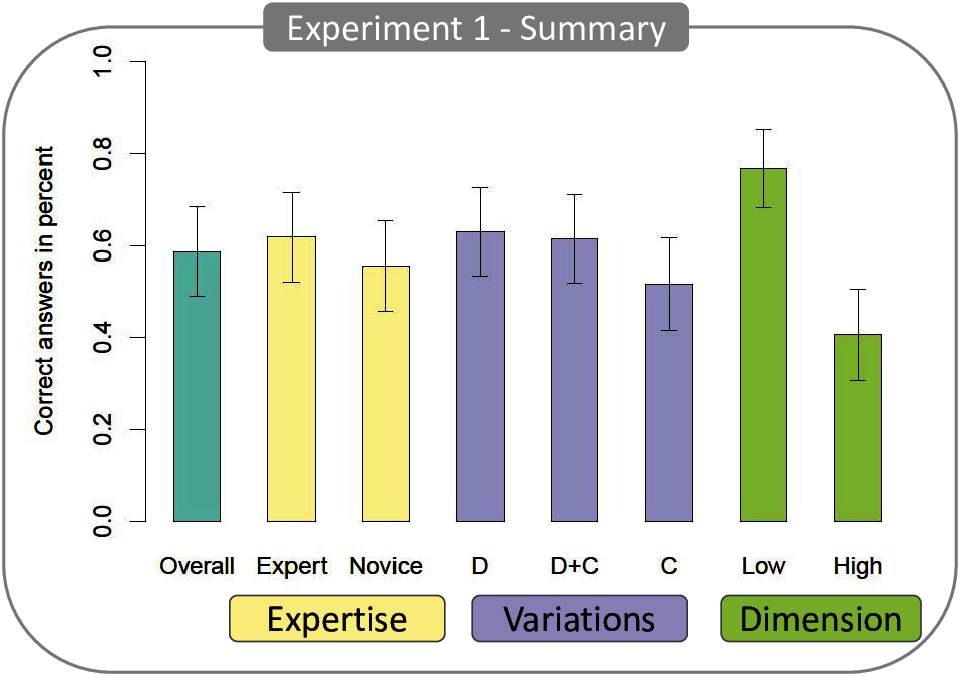 Experiment 1 - Summary
Correct answers in percent
1.0
0.8
0.6
0.4
0.2
0.0
Overall Expert Novice D D+C C Low High
Expertise Variations Dimension